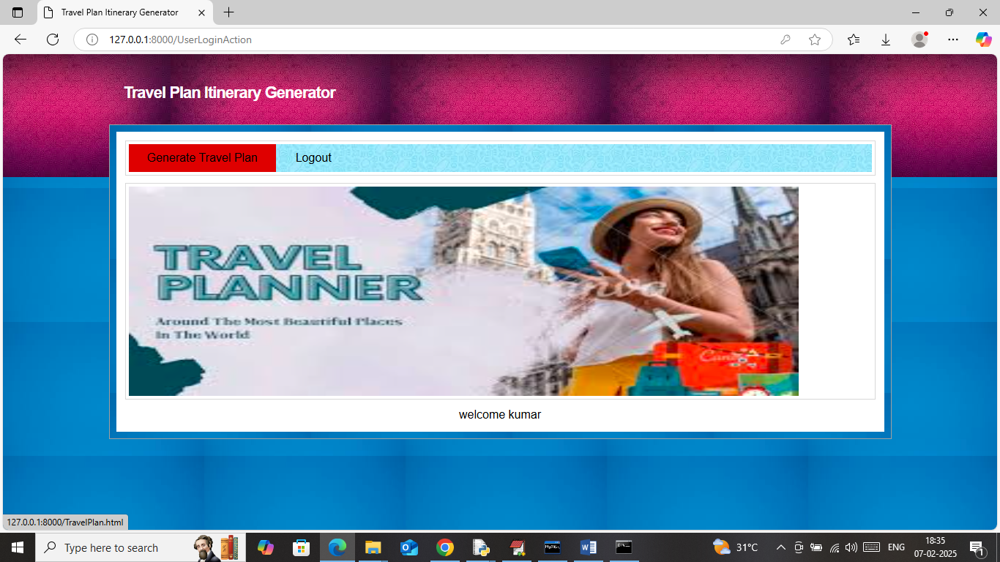 Travel Plan Itinerary Generator
127.0.0.1:8000/UserLoginAction
Travel Plan Itinerary Generator
Generate Travel Plan Logout
TRAVEL
PLANNER
Around The Most Beautiful Places
In The World
Canva
welcome kumar
127.0.0.1:8000/TravelPlan.html
Type here to search
31°C
ENG
18:35
07-02-2025
1